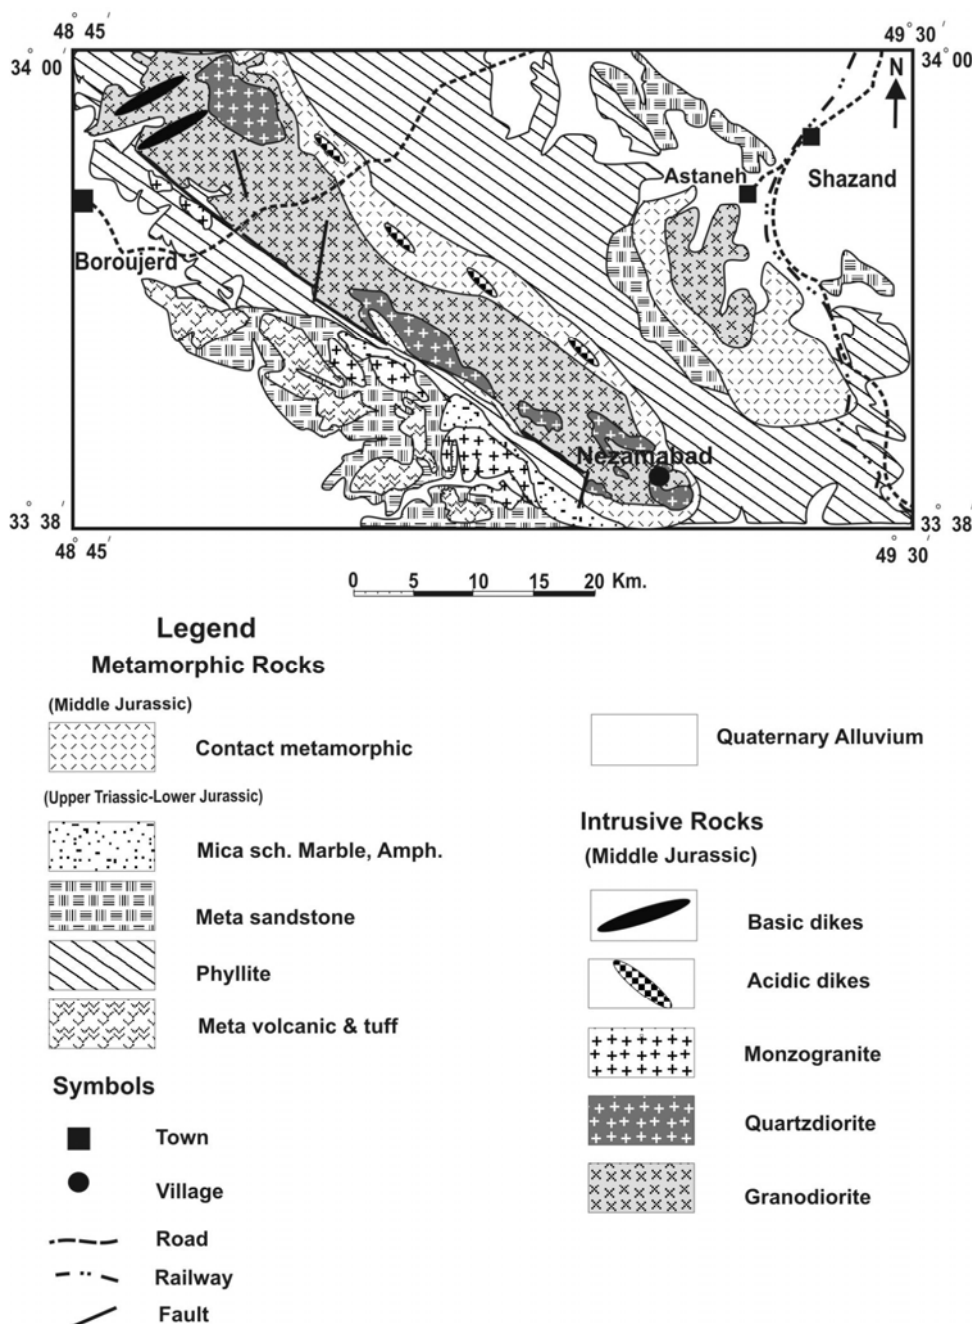 48° 45′
49° 30′
34° 00′
34° 00
N
Astaneh
Shazand
Boroujerd
Nezamabad
33° 38′
33° 38′
48° 45′
49° 30′
0 5 10 15 20 Km.
Legend
Metamorphic Rocks
(Middle Jurassic)
Contact metamorphic
(Upper Triassic-Lower Jurassic)
Mica sch. Marble, Amph.
Meta sandstone
Phyllite
Meta volcanic & tuff
Symbols
Town
Village
Road
Railway
Fault
Quaternary Alluvium
Intrusive Rocks
(Middle Jurassic)
Basic dikes
Acidic dikes
Monzogranite
Quartzdiorite
Granodiorite